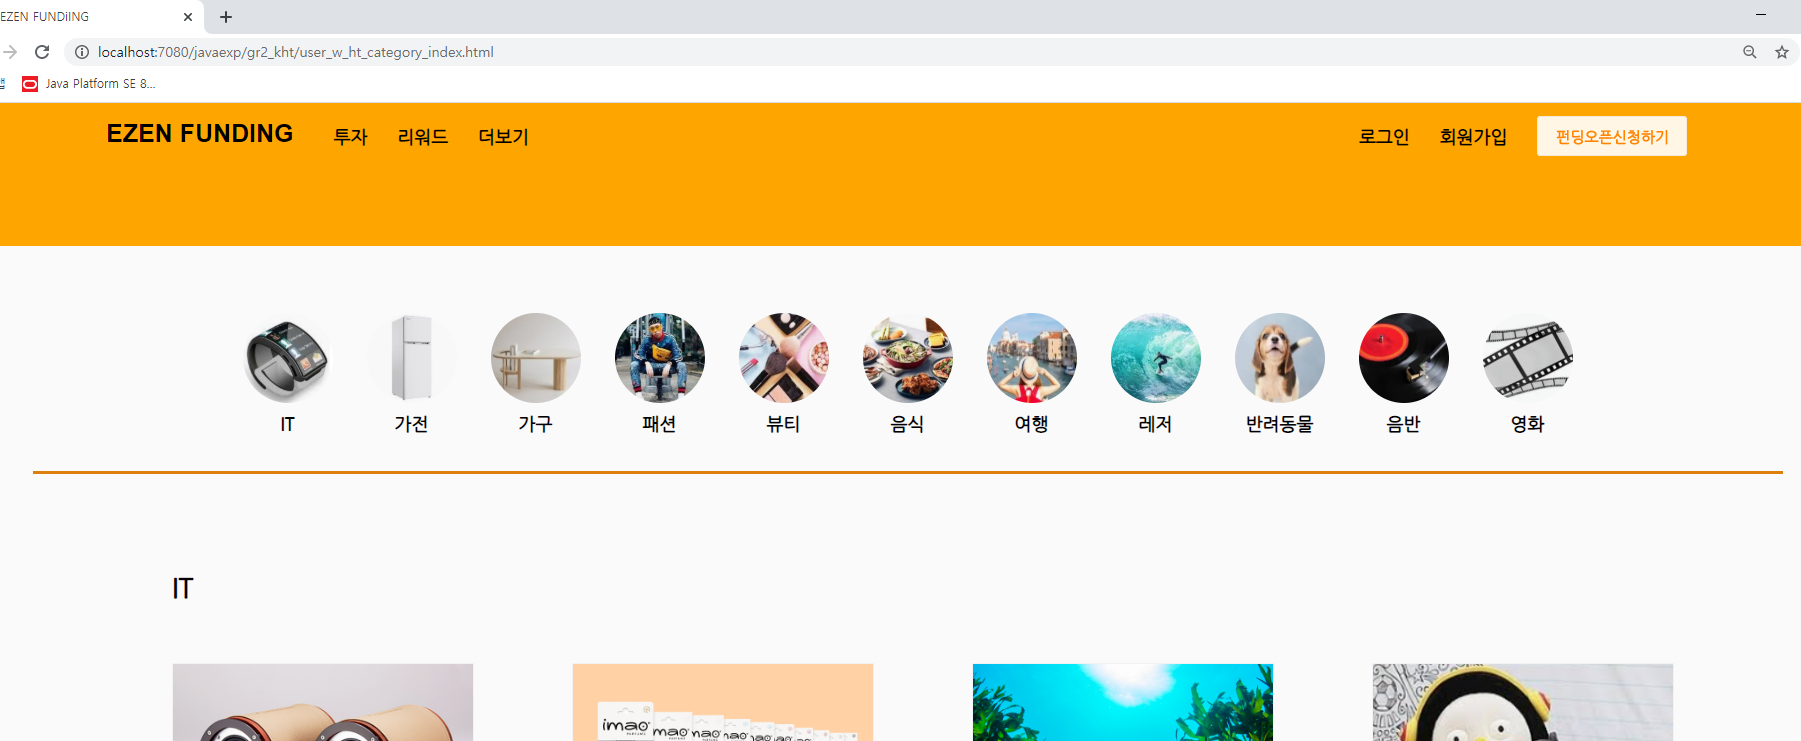 EZEN FUNDiING
localhost:7080/javaexp/gr2_kht/user_w_ht_category_index.html
Java Platform SE 8...
EZEN FUNDING 투자 리워드 더보기 로그인 회원가입 펀딩오픈신청하기
IT 가전 가구 패션 뷰티 음식 여행 레저 반려동물 음반 영화
IT
imao